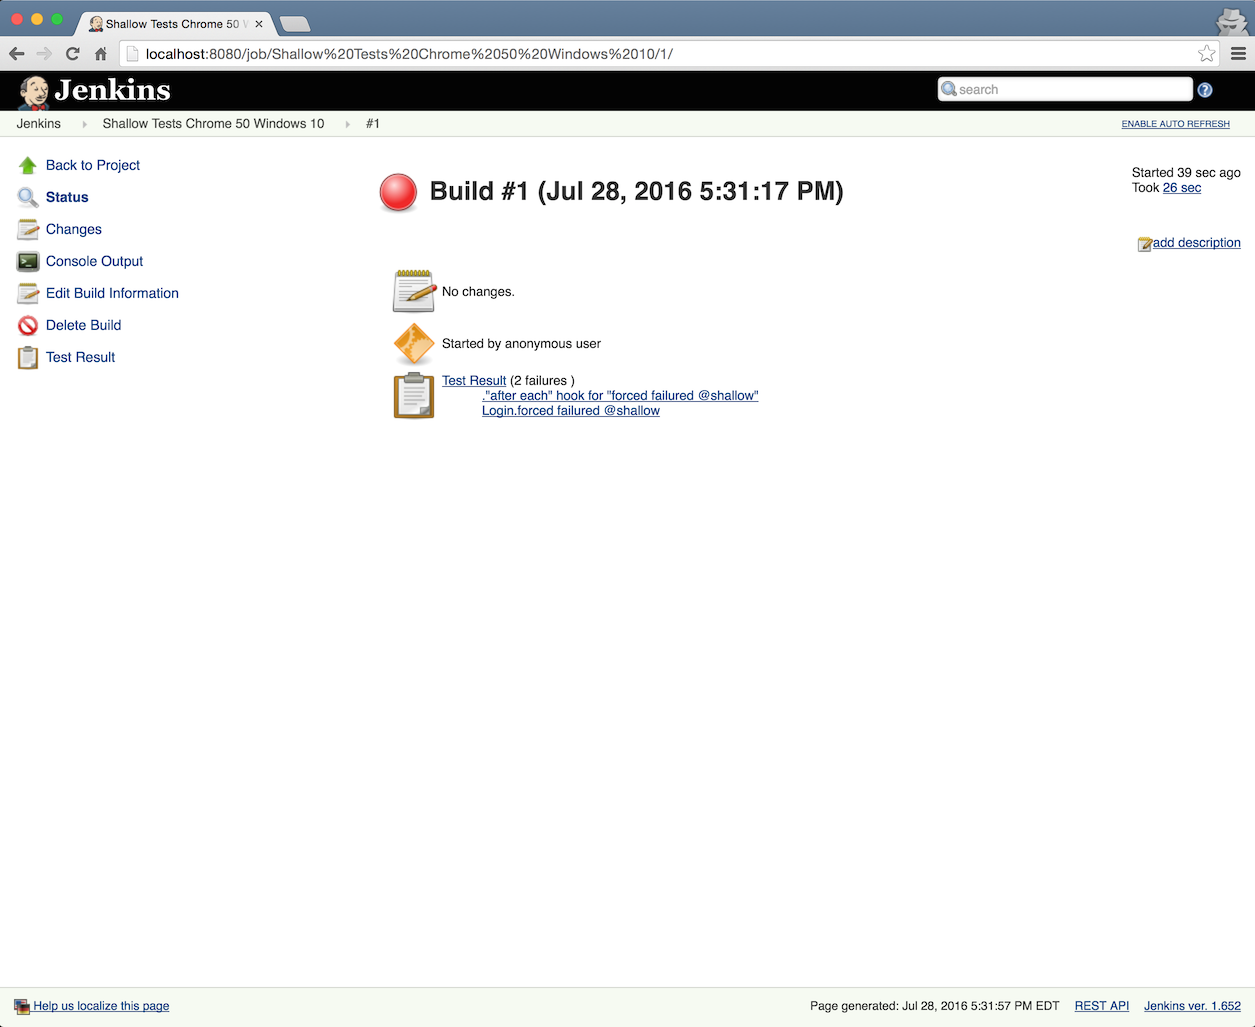 Shallow Tests Chrome 50
localhost:8080/job/Shallow%20Tests%20Chrome%2050%20Windows%2010/1/
Jenkins
search
Jenkins Shallow Tests Chrome 50 Windows 10 #1
ENABLE AUTO REFRESH
Back to Project
Status
Changes
Console Output
Edit Build Information
Delete Build
Test Result
Build #1 (Jul 28, 2016 5:31:17 PM)
Started 39 sec ago
Took 26 sec
add description
No changes.
Started by anonymous user
Test Result (2 failures )
."after each" hook for "forced failured @shallow"
Login.forced failured @shallow
Help us localize this page
Page generated: Jul 28, 2016 5:31:57 PM EDT
REST API
Jenkins ver. 1.652